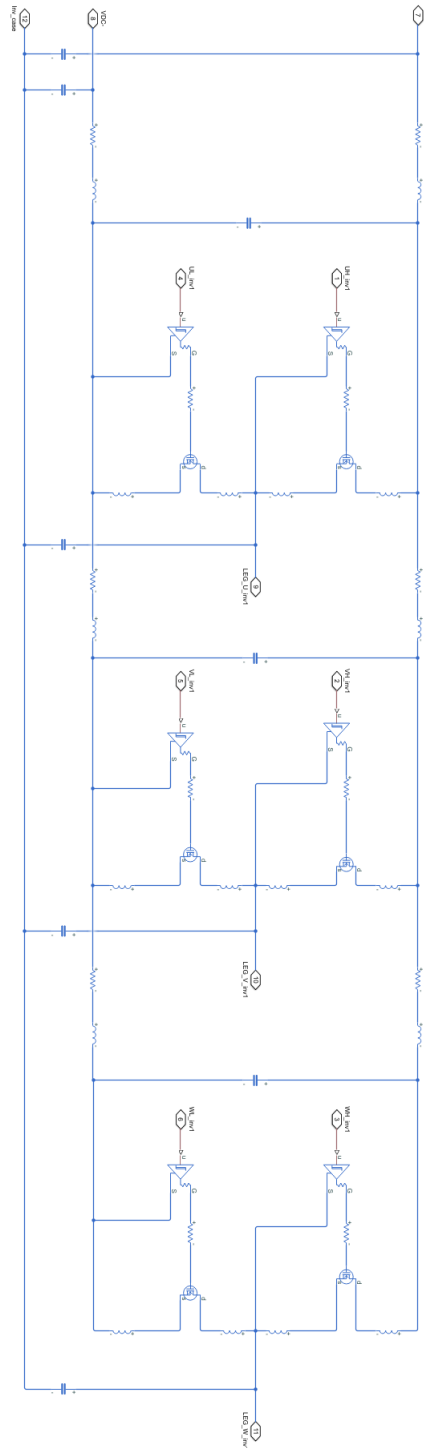 7
8
VDC-
12
Inv_case
1
UH_inv1
u
G
S
d
s
4
UL_inv1
u
G
S
d
s
9
LEG_U_inv1
2
VH_inv1
u
G
S
d
s
5
VL_inv1
u
G
S
d
s
10
LEG_V_inv1
3
WH_inv1
u
G
S
d
s
6
WL_inv1
u
G
S
d
s
11
LEG_W_inv